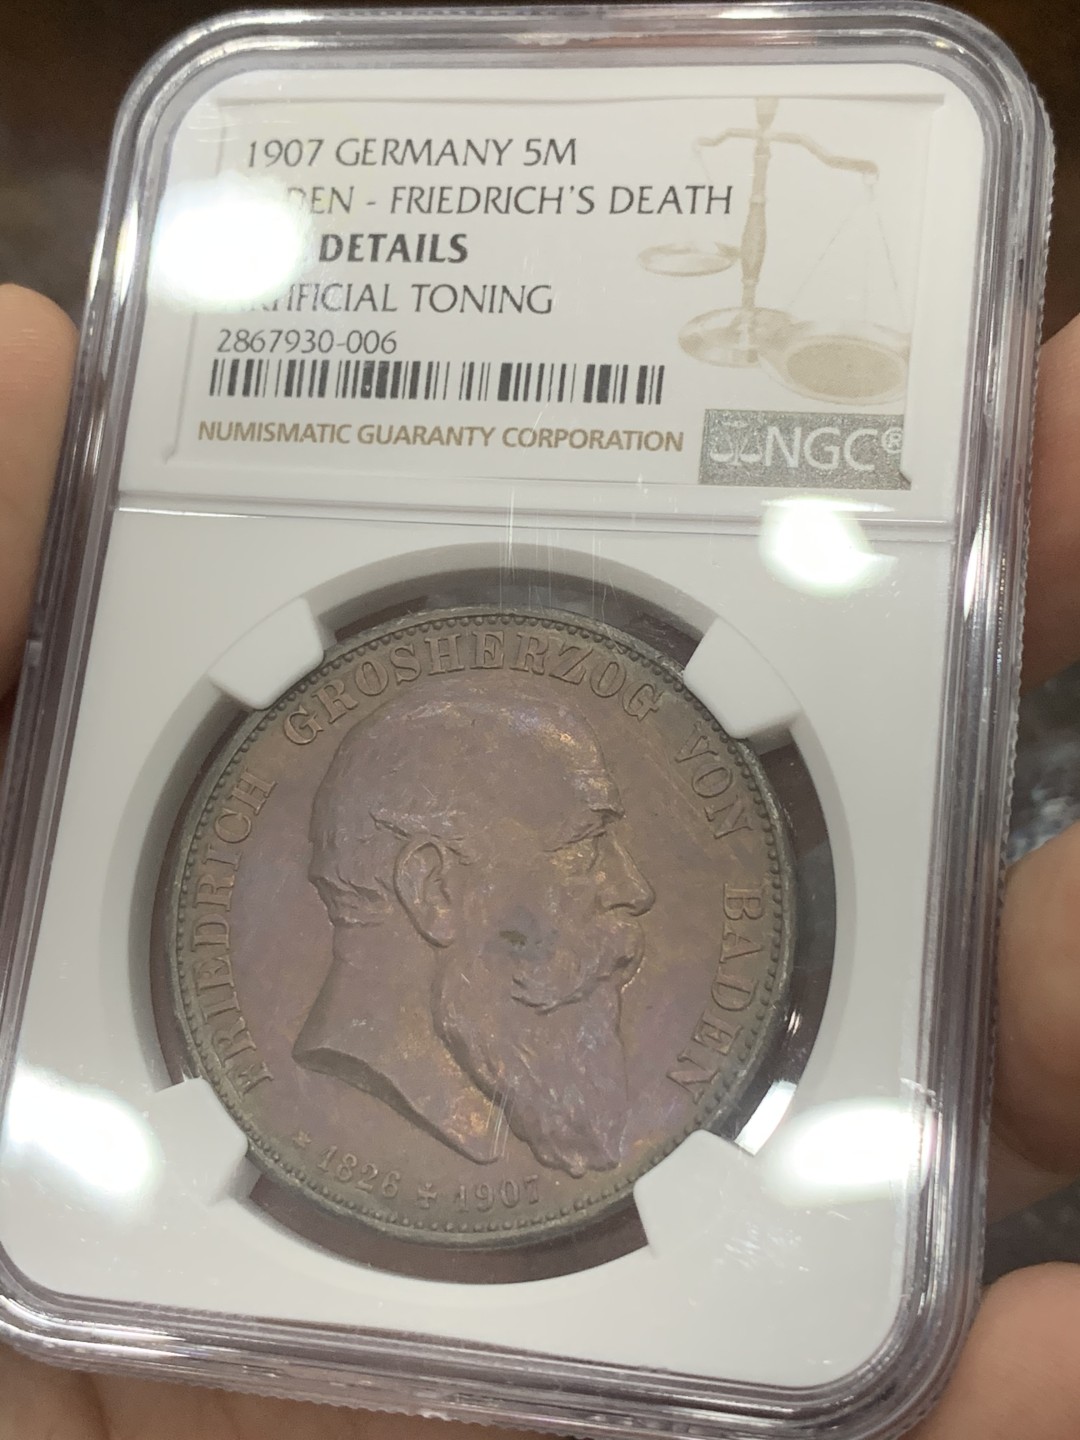 1907 GERMANY 5M
DEN - FRIEDRICH'S DEATH
DETAILS
ARTIFICIAL TONING
2867930-006
NUMISMATIC GUARANTY CORPORATION
NGC®
FRIEDRICH GROSHERZOG VON BADEN
1826 1907